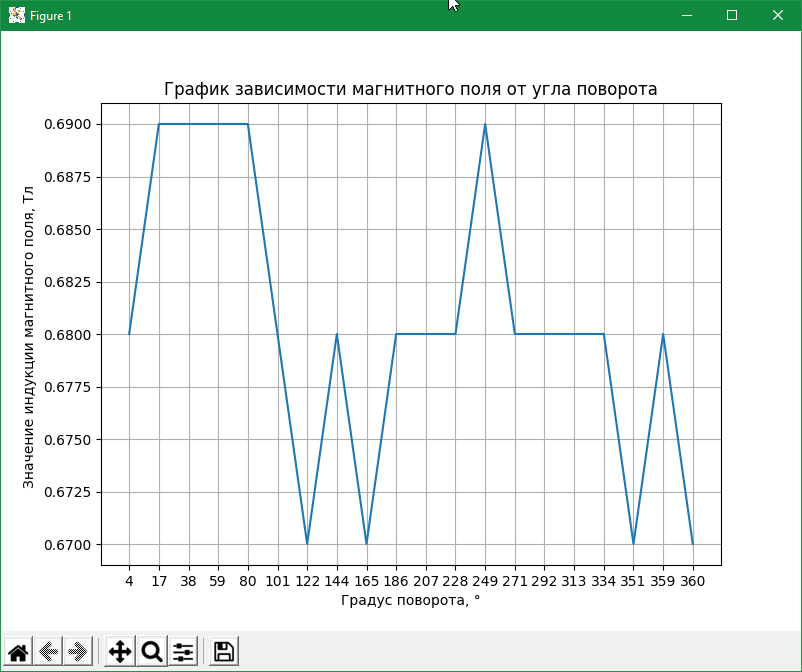 Figure 1
График зависимости магнитного поля от угла поворота
Значение индукции магнитного поля, Тл
0.6900
0.6875
0.6850
0.6825
0.6800
0.6775
0.6750
0.6725
0.6700
4 17 38 59 80 101 122 144 165 186 207 228 249 271 292 313 334 351 359 360
Градус поворота, °